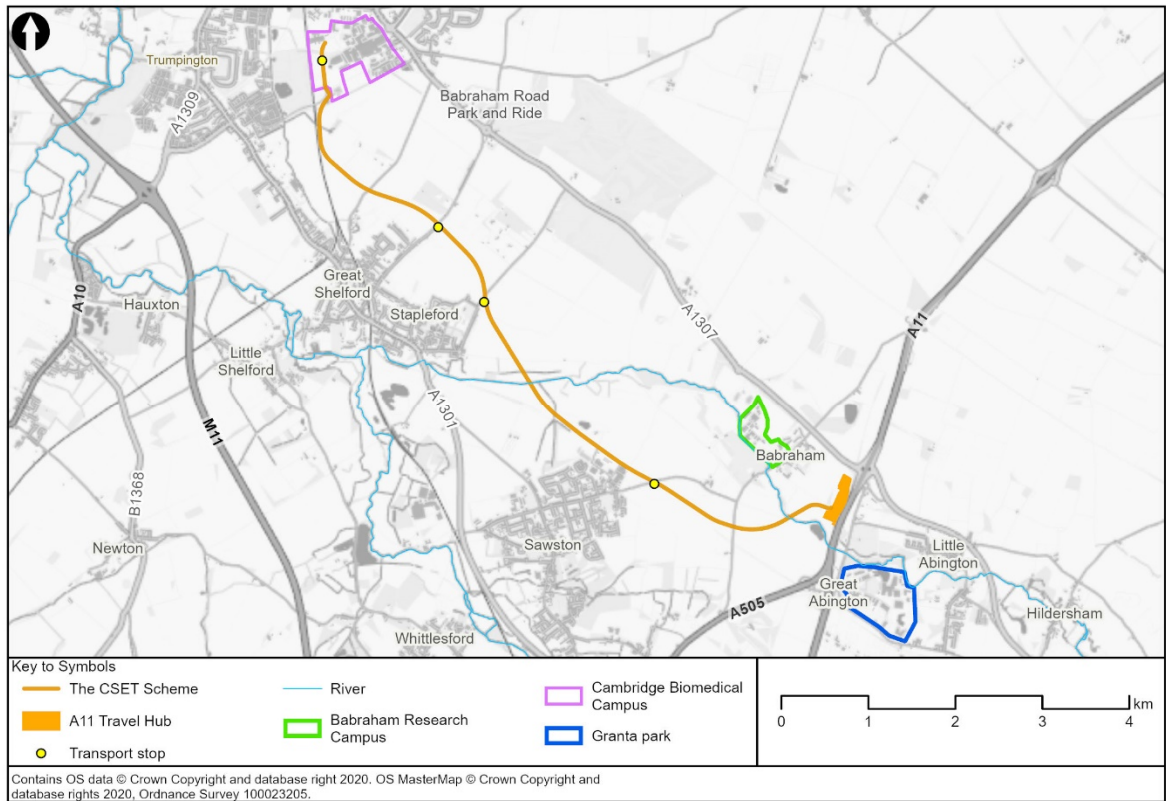 Trumpington
A1309
Babraham Road
Park and Ride
A10
Hauxton
Great
Shelford
Stapleford
A1307
A11
Little
Shelford
M11
A1301
Babraham
B1368
Newton
Sawston
Little
Abington
Great
Abington
A505
Hildersham
Whittlesford
Key to Symbols
The CSET Scheme
River
Cambridge Biomedical
Campus
A11 Travel Hub
Babraham Research
Campus
Granta park
Transport stop
km
0 1 2 3 4
Contains OS data © Crown Copyright and database right 2020. OS MasterMap © Crown Copyright and
database rights 2020, Ordnance Survey 100023205.